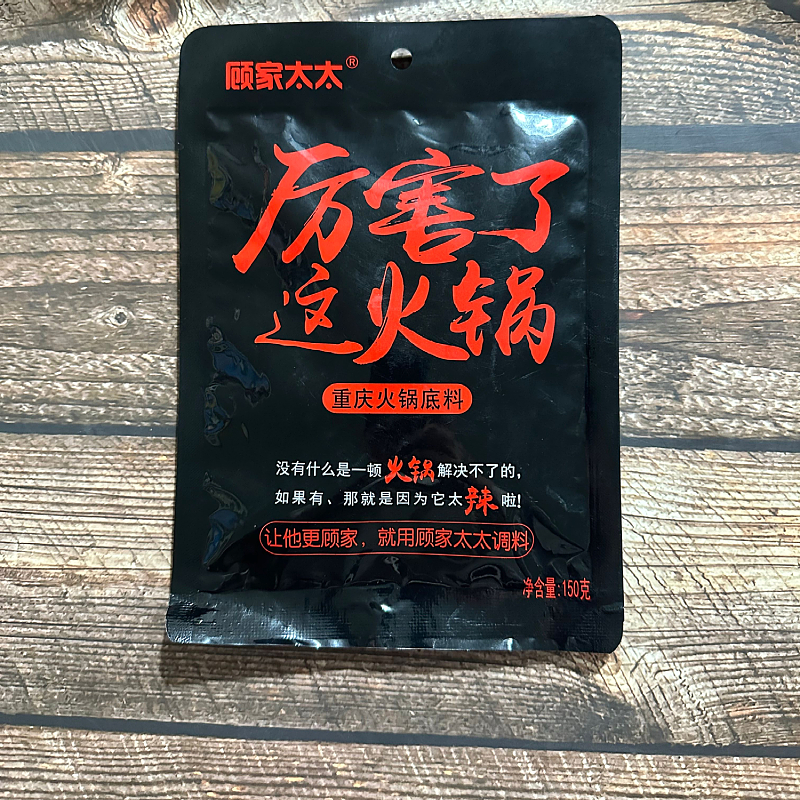 顾家太太®
厉害了
这火锅
重庆火锅底料
没有什么是一顿火锅解决不了的，
如果有、那就是因为它太辣啦！
让他更顾家，就用顾家太太调料
净含量：150克